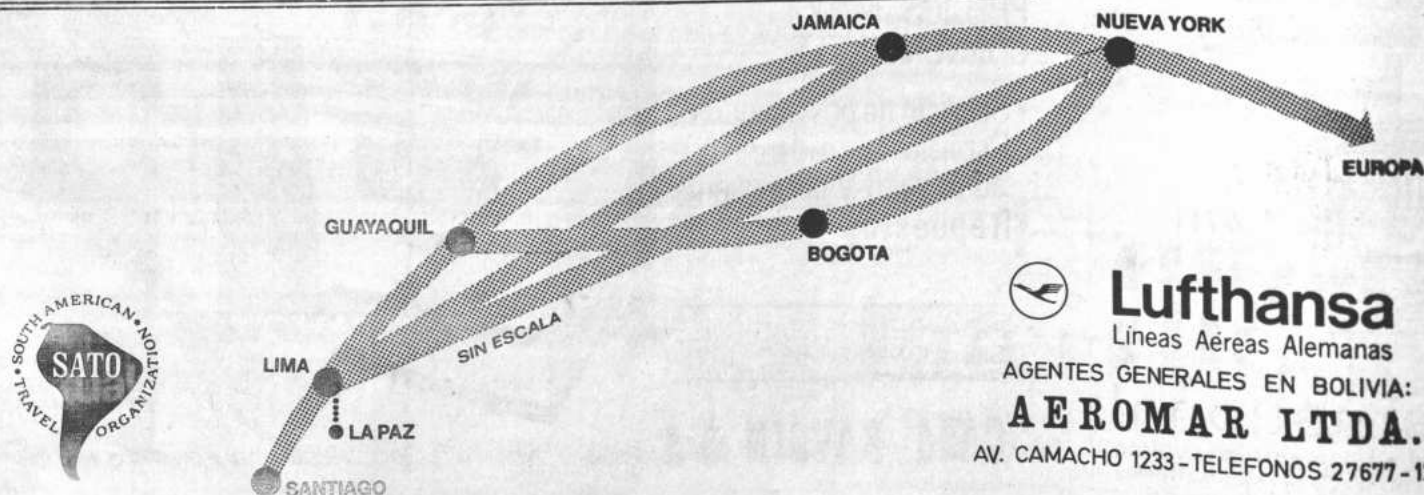 JAMAICA
NUEVA YORK
EUROPA
GUAYAQUIL
BOGOTA
SIN ESCALA
LIMA
LA PAZ
SANTIAGO
SOUTH AMERICAN • TRAVEL • ORGANIZATION •
SATO
Lufthansa
Líneas Aéreas Alemanas
AGENTES GENERALES EN BOLIVIA:
AEROMAR LTDA.
AV. CAMACHO 1233-TELEFONOS 27677-1